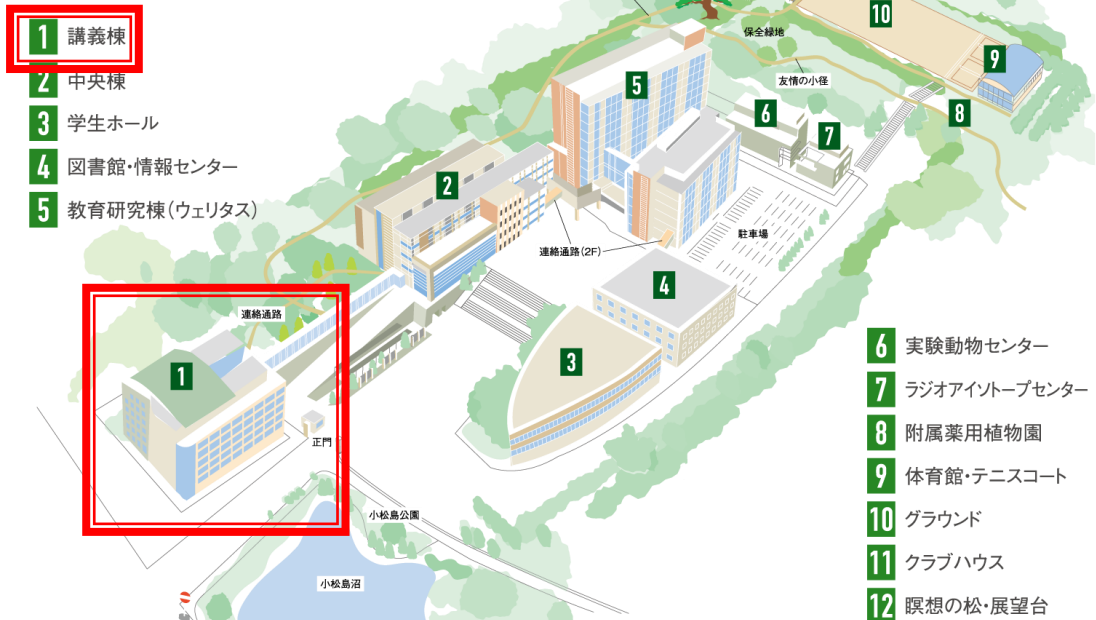 1 講義棟
2 中央棟
3 学生ホール
4 図書館・情報センター
5 教育研究棟(ウェリタス)
10
保全緑地
9
友情の小径
5
6
8
7
2
連絡通路(2F)
駐車場
4
連絡通路
3
1
正門
小松島公園
小松島沼
6 実験動物センター
7 ラジオアイソトープセンター
8 附属薬用植物園
9 体育館・テニスコート
10 グラウンド
11 クラブハウス
12 瞑想の松・展望台